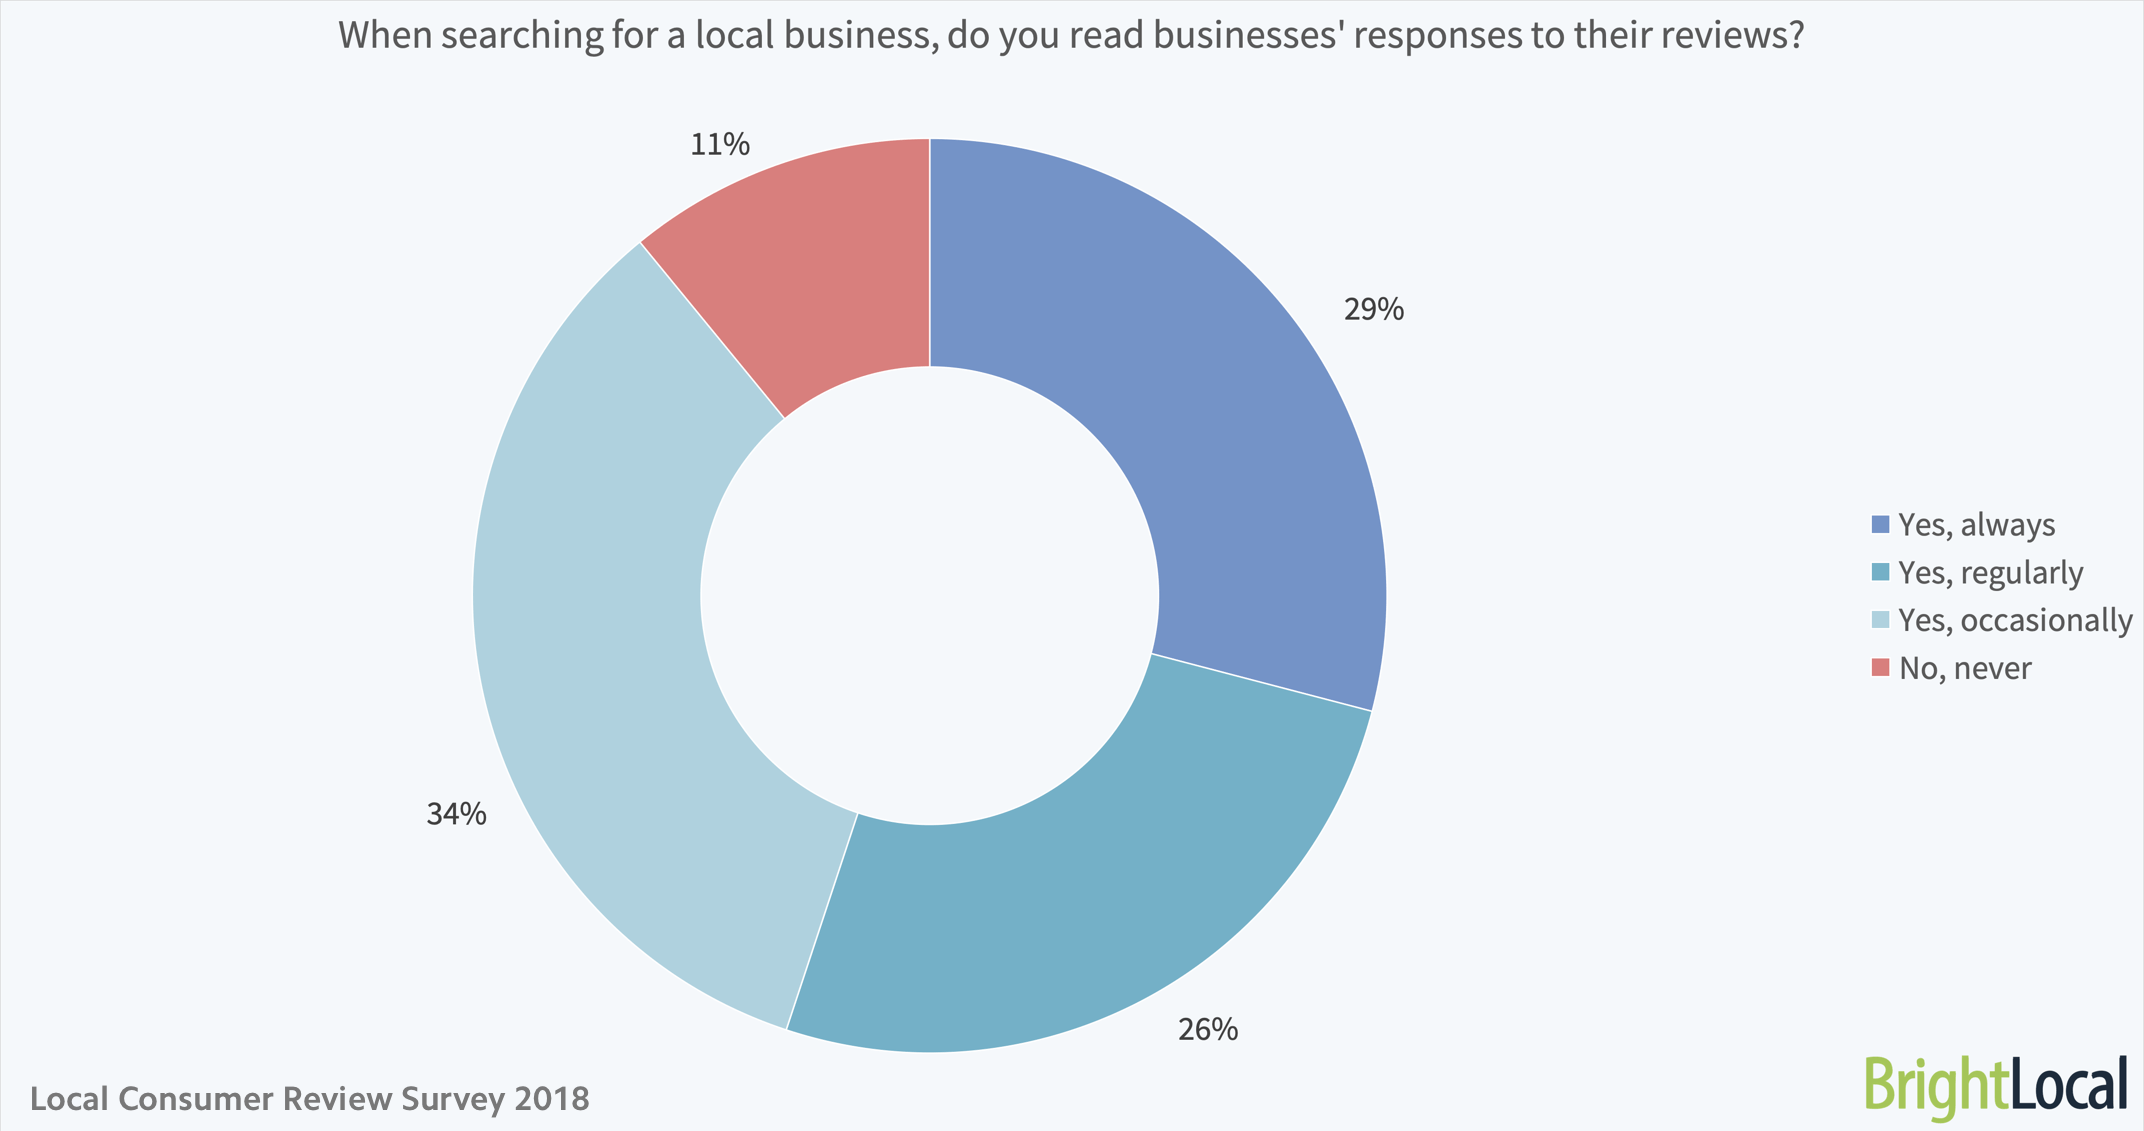 When searching for a local business, do you read businesses' responses to their reviews?
11%
29%
Yes, always
Yes, regularly
Yes, occasionally
No, never
34%
26%
Local Consumer Review Survey 2018
BrightLocal